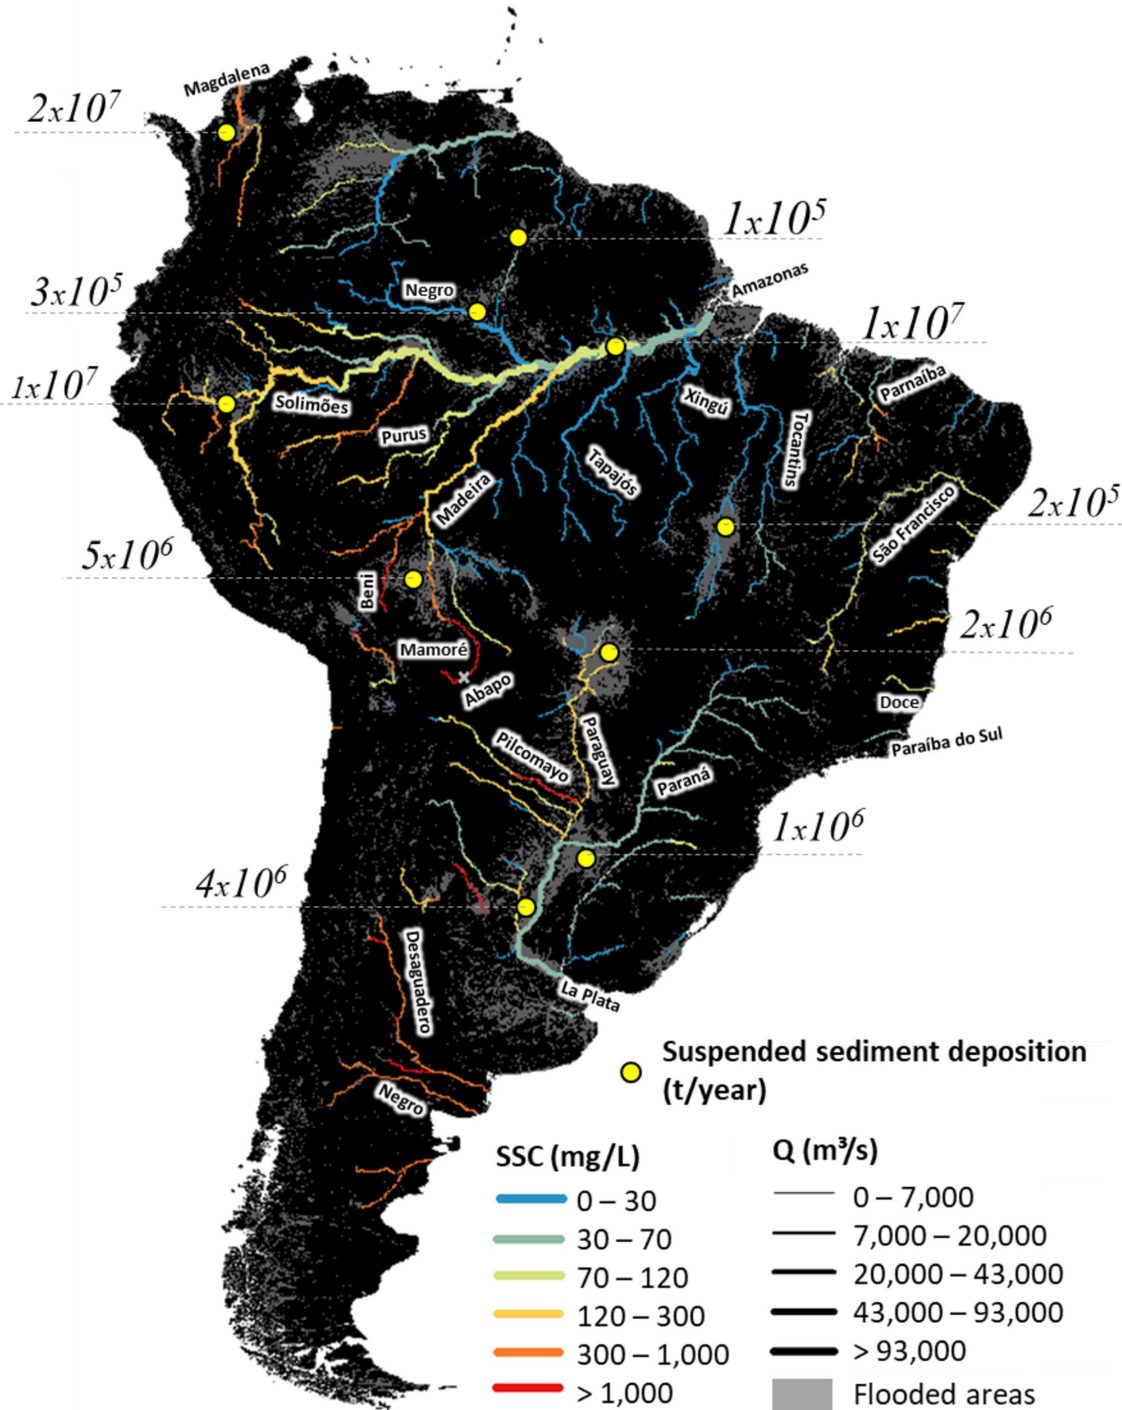 Magdalena
2x10⁷
1x10⁵
Amazonas
3x10⁵
Negro
1x10⁷
1x10⁷
Solimões
Parnaíba
Xingú
Purus
Tocantins
Tapajós
Madeira
2x10⁵
São Francisco
5x10⁶
Beni
2x10⁶
Mamoré
Abapo
Doce
Paraíba do Sul
Pilcomayo
Paraguay
Paraná
1x10⁶
4x10⁶
Desaguadero
La Plata
Negro
Suspended sediment deposition
(t/year)
SSC (mg/L)
0 – 30
30 – 70
70 – 120
120 – 300
300 – 1,000
> 1,000
Q (m³/s)
0 – 7,000
7,000 – 20,000
20,000 – 43,000
43,000 – 93,000
> 93,000
Flooded areas